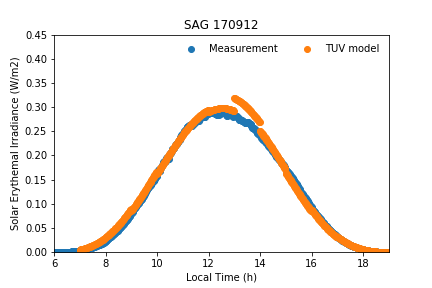 SAG 170912
Measurement
TUV model
Solar Erythemal Irradiance (W/m2)
0.45
0.40
0.35
0.30
0.25
0.20
0.15
0.10
0.05
0.00
6 8 10 12 14 16 18
Local Time (h)